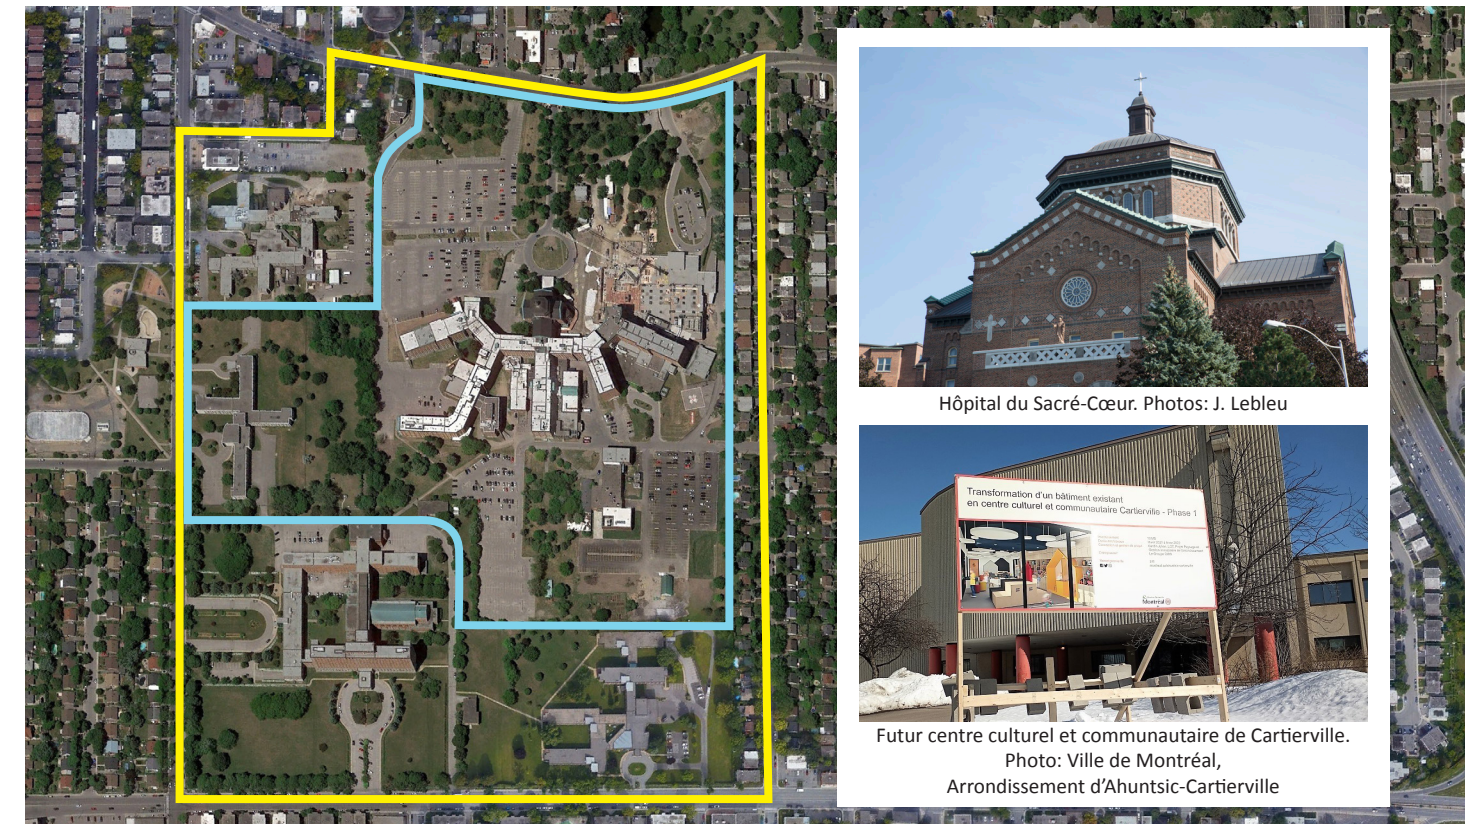 Hôpital du Sacré-Cœur. Photos: J. Lebleu
Transformation d'un bâtiment existant
en centre culturel et communautaire Cartierville - Phase 1
Montréal
Futur centre culturel et communautaire de Cartierville.
Photo: Ville de Montréal,
Arrondissement d'Ahuntsic-Cartierville